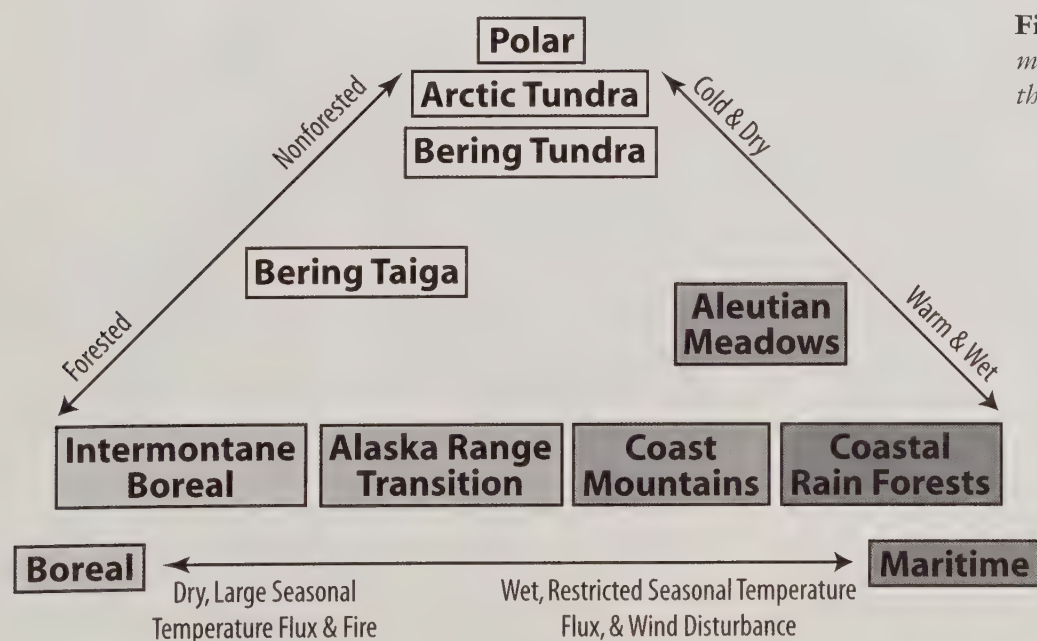 Polar
Arctic Tundra
Bering Tundra
Nonforested
Forested
Cold & Dry
Warm & Wet
Bering Taiga
Aleutian
Meadows
Intermontane
Boreal
Alaska Range
Transition
Coast
Mountains
Coastal
Rain Forests
Boreal
Maritime
Dry, Large Seasonal
Temperature Flux & Fire
Wet, Restricted Seasonal Temperature
Flux, & Wind Disturbance